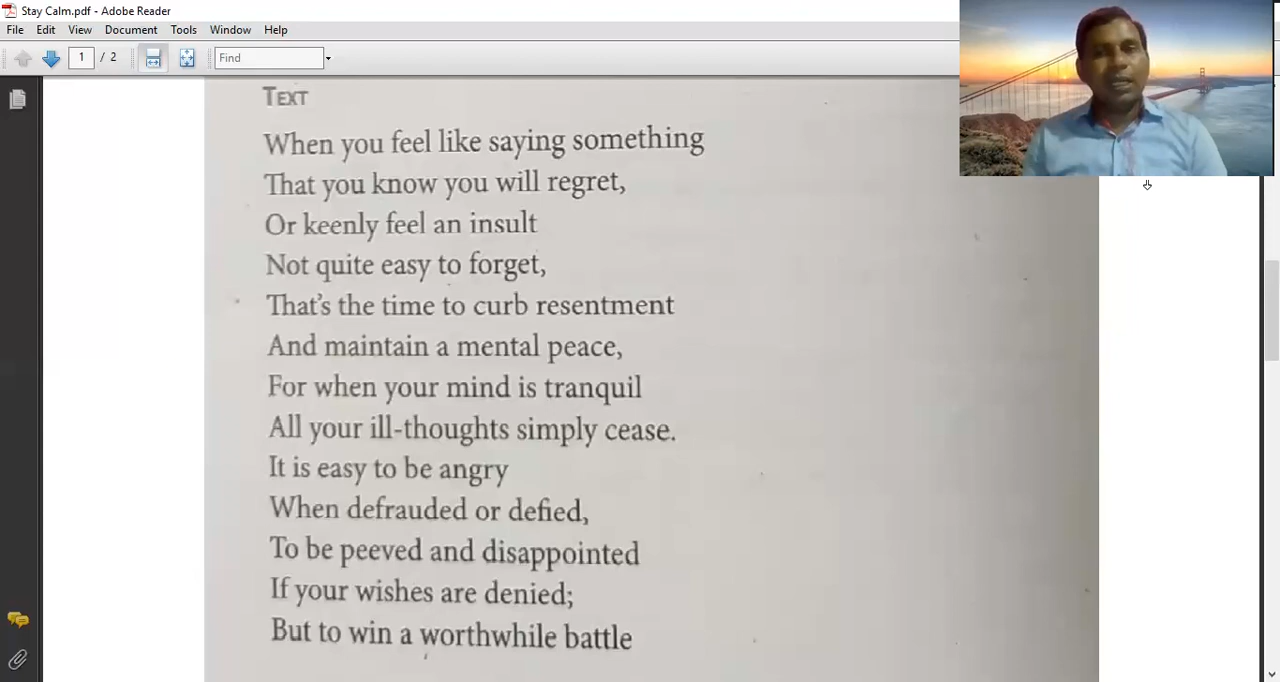 Stay Calm.pdf - Adobe Reader
File Edit View Document Tools Window Help
1 / 2 Find
TEXT
When you feel like saying something
That you know you will regret,
Or keenly feel an insult
Not quite easy to forget,
That's the time to curb resentment
And maintain a mental peace,
For when your mind is tranquil
All your ill-thoughts simply cease.
It is easy to be angry
When defrauded or defied,
To be peeved and disappointed
If your wishes are denied;
But to win a worthwhile battle